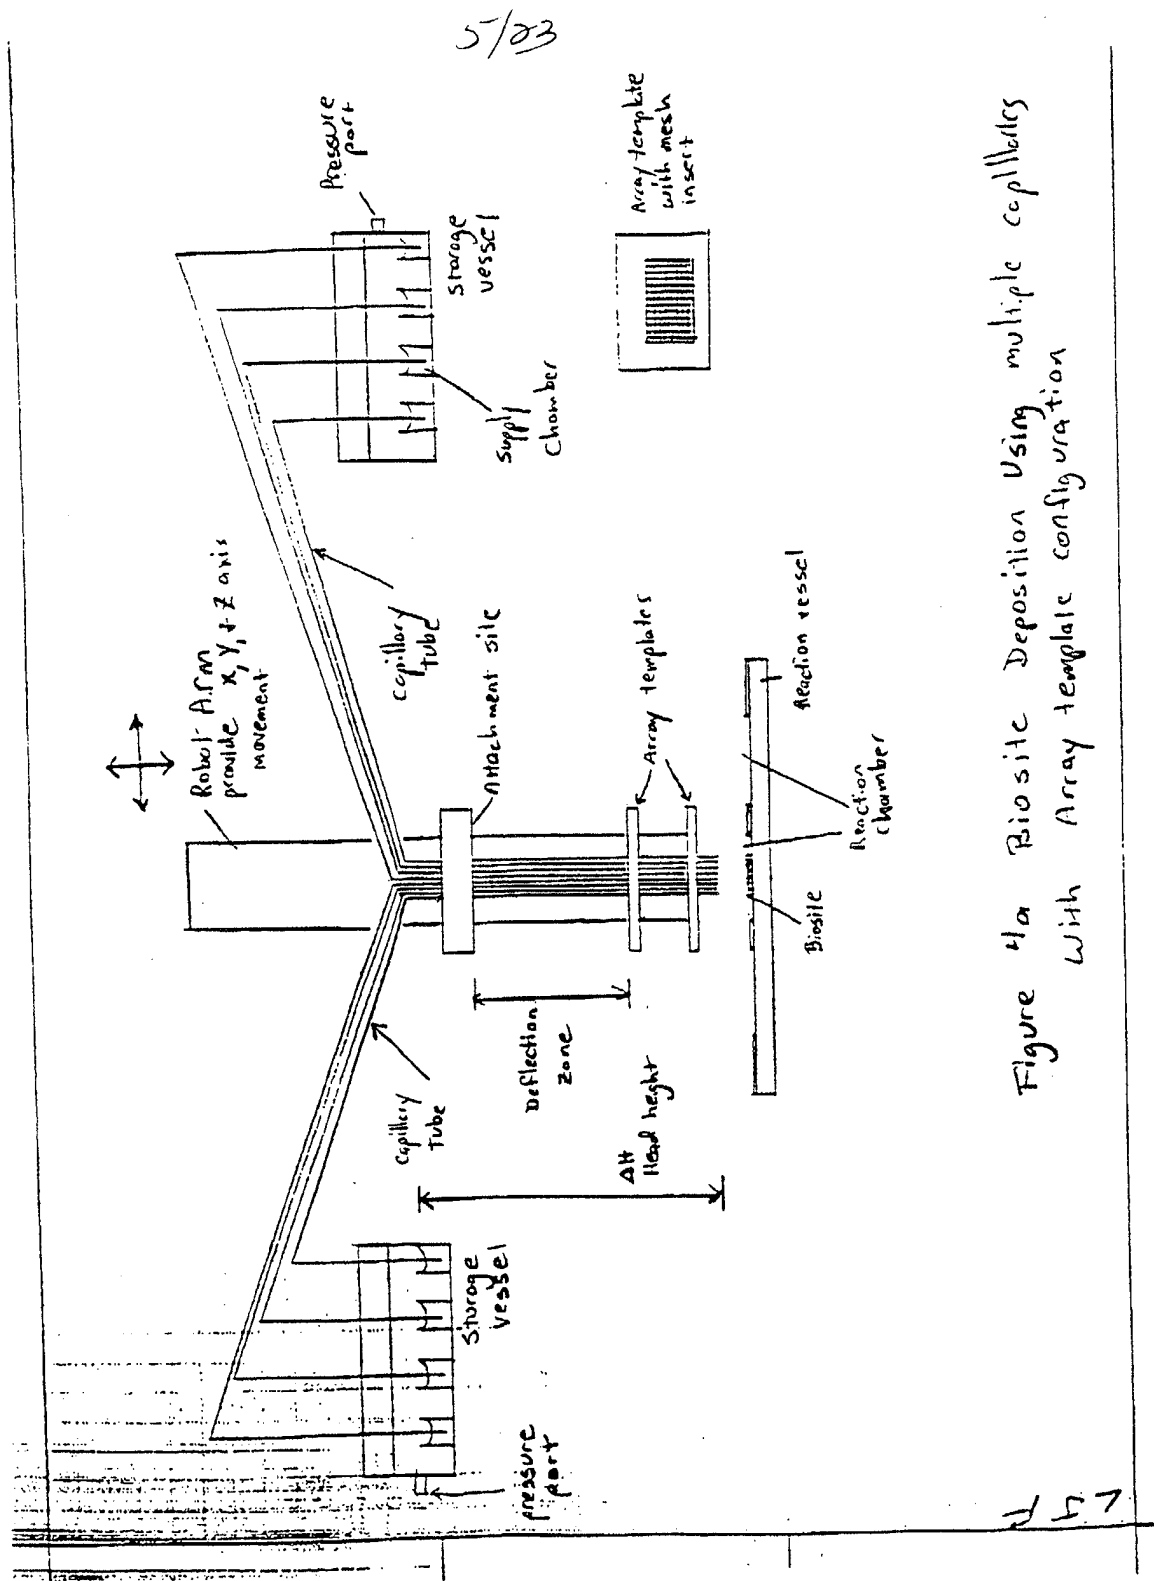 5/23
Robot Arm
provide x, y, + z axis
movement
Pressure
port
Storage
vessel
Supply
Chamber
Array template
with mesh
insert
Capillary
tube
Attachment site
Array templates
Reaction vessel
Reaction
Chamber
Biosite
Deflection
zone
ΔH
Head height
Capillary
tube
Storage
vessel
pressure
port
Figure 4a Biosite Deposition Using multiple capillaries
with Array template configuration